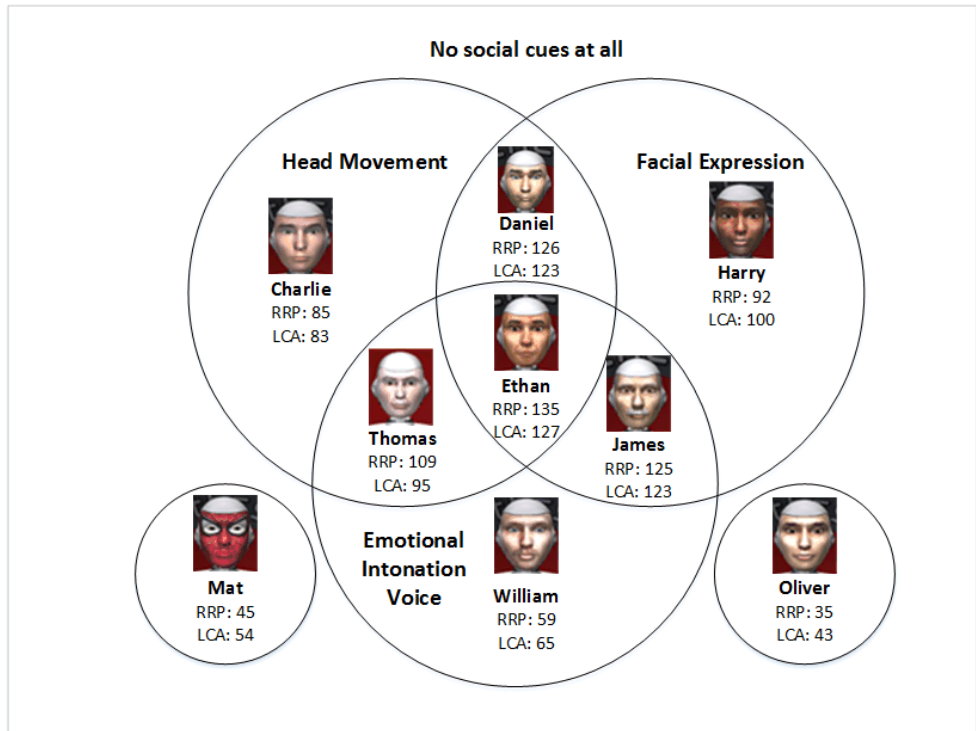 No social cues at all
Head Movement
Facial Expression
Daniel
RRP: 126
LCA: 123
Charlie
RRP: 85
LCA: 83
Harry
RRP: 92
LCA: 100
Ethan
RRP: 135
LCA: 127
Thomas
RRP: 109
LCA: 95
James
RRP: 125
LCA: 123
Emotional
Intonation
Voice
William
RRP: 59
LCA: 65
Mat
RRP: 45
LCA: 54
Oliver
RRP: 35
LCA: 43